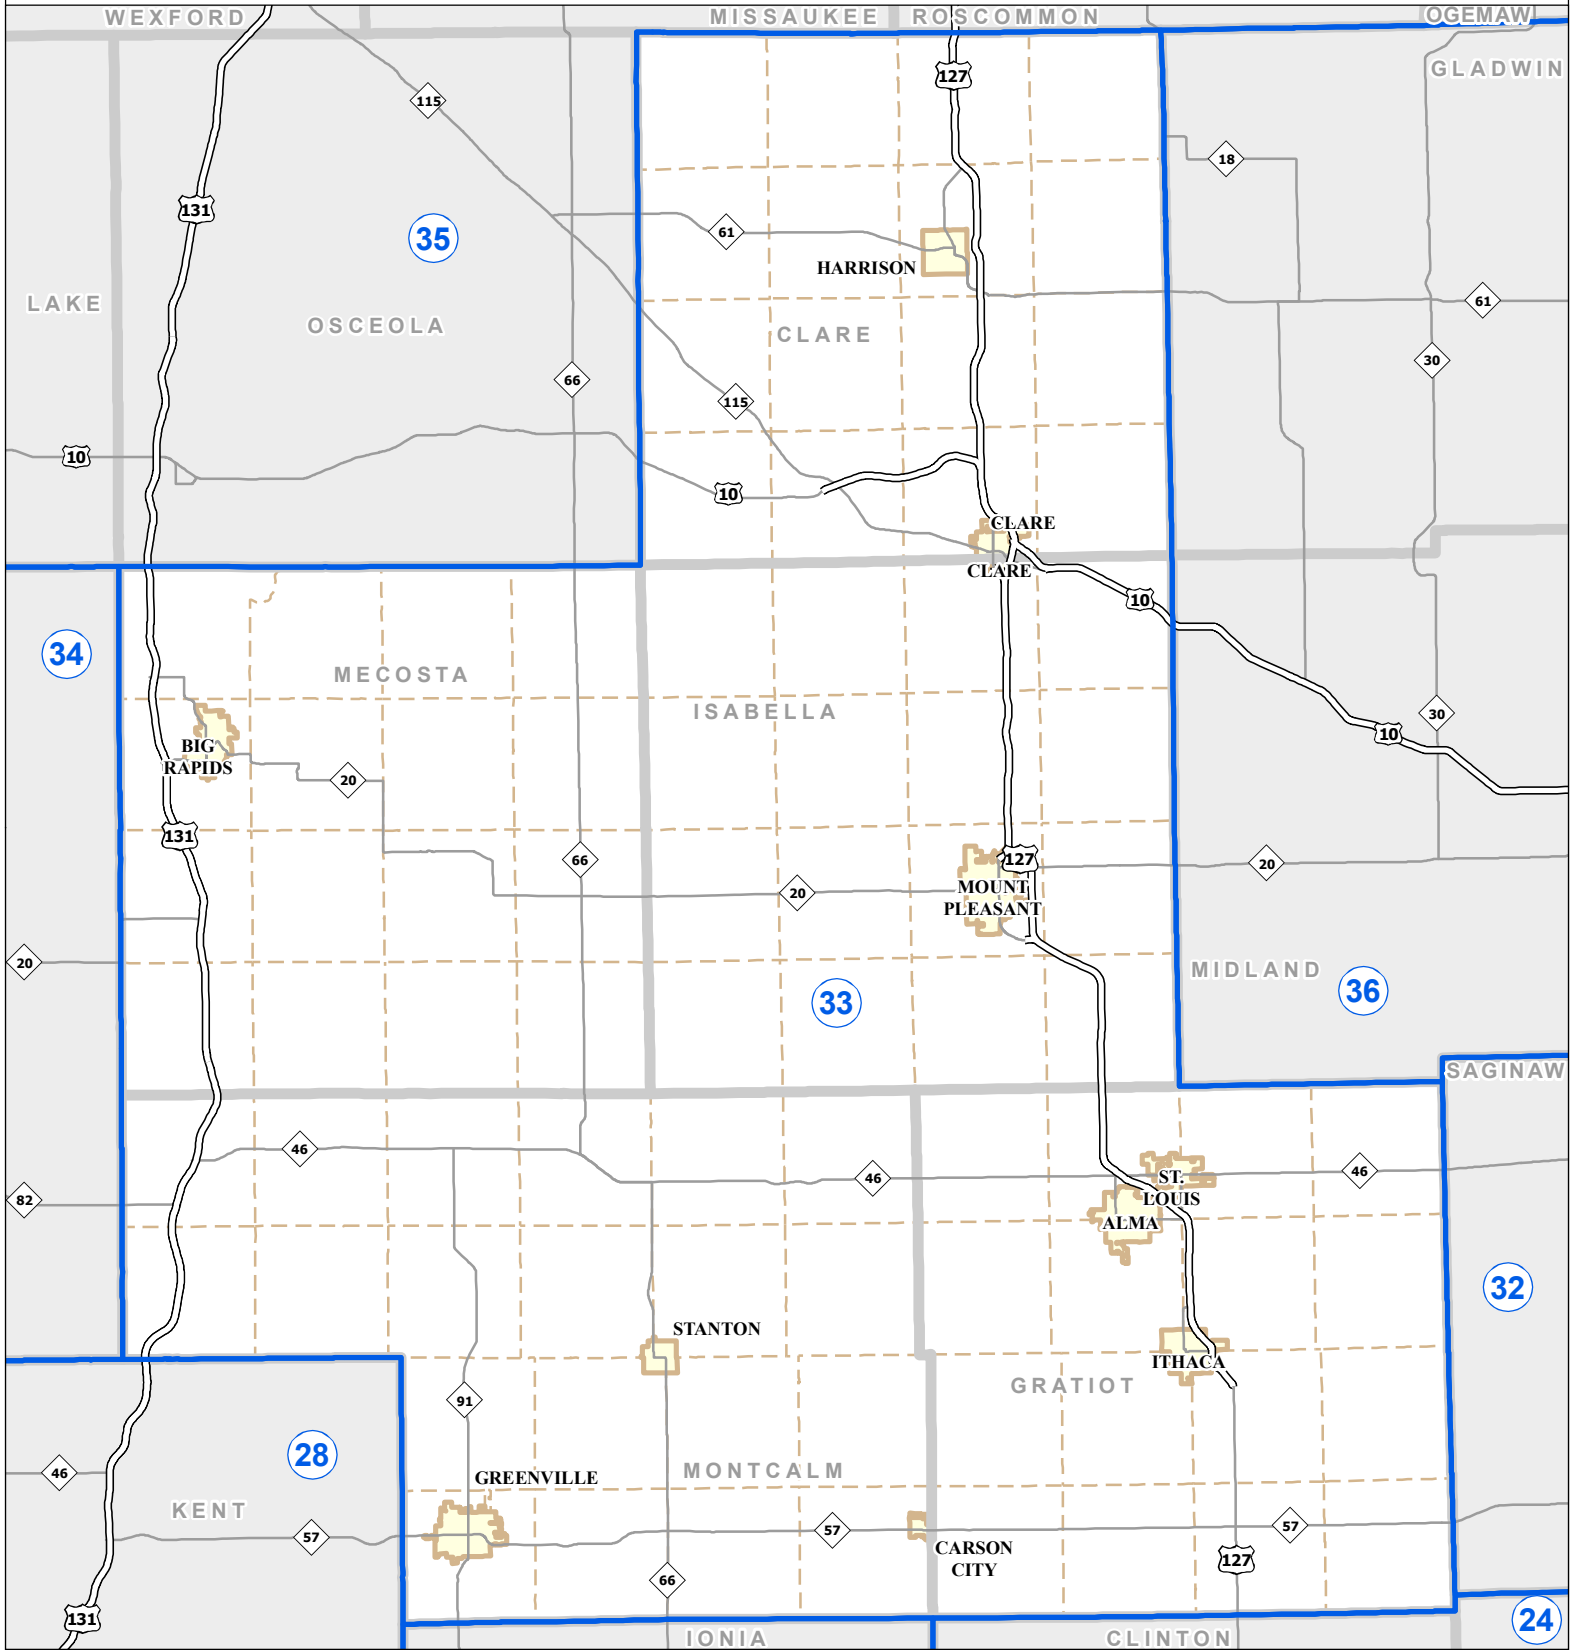 WEXFORD
MISSAUKEE
ROSCOMMON
OGEMAW
GLADWIN
127
115
18
131
61
35
HARRISON
LAKE
61
OSCEOLA
CLARE
30
66
115
10
10
CLARE
CLARE
10
34
MECOSTA
ISABELLA
30
10
BIG
RAPIDS
20
131
66
127
20
20
MOUNT
PLEASANT
20
MIDLAND
36
33
SAGINAW
46
46
46
82
ST.
LOUIS
ALMA
32
STANTON
ITHACA
GRATIOT
91
28
46
GREENVILLE
MONTCALM
KENT
57
57
57
CARSON
CITY
127
66
131
24
IONIA
CLINTON